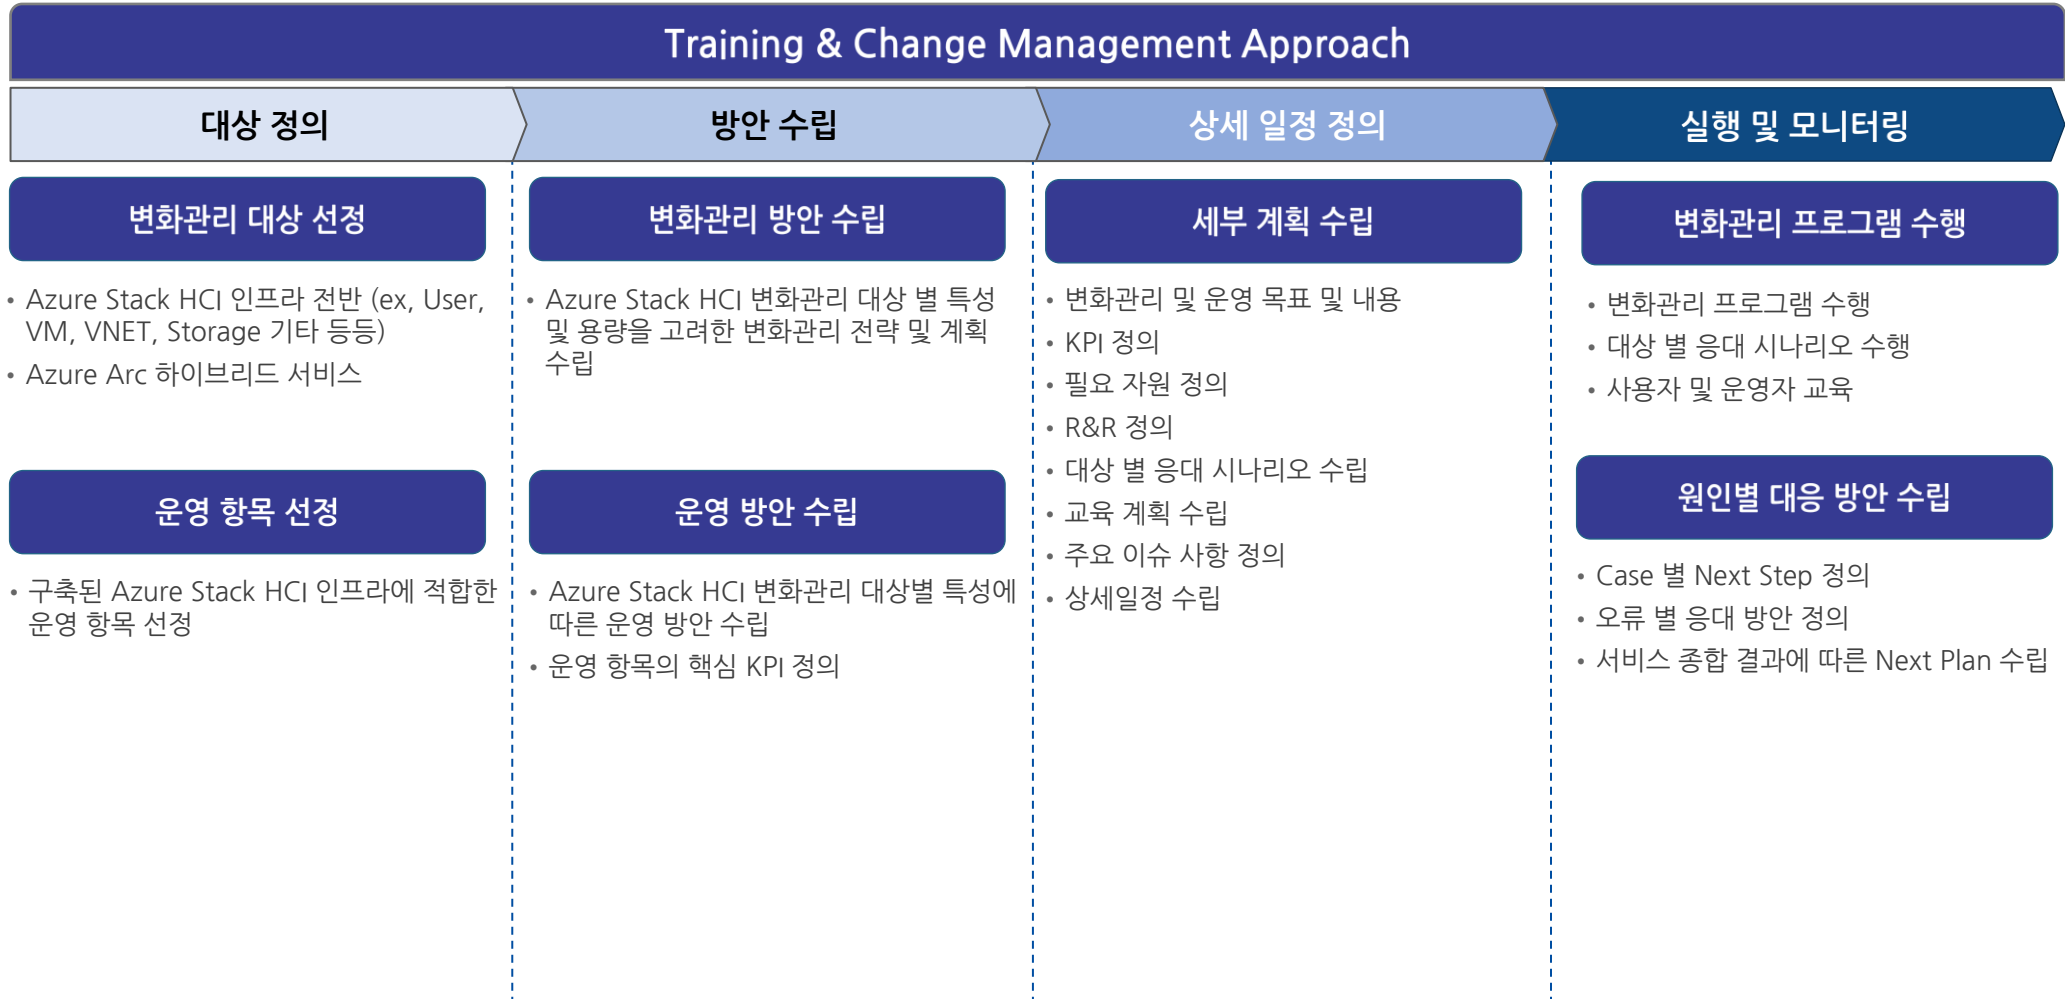 Training & Change Management Approach
대상 정의
방안 수립
상세 일정 정의
실행 및 모니터링
변화관리 대상 선정
• Azure Stack HCI 인프라 전반 (ex, User,
VM, VNET, Storage 기타 등등)
• Azure Arc 하이브리드 서비스
운영 항목 선정
• 구축된 Azure Stack HCI 인프라에 적합한
운영 항목 선정
변화관리 방안 수립
• Azure Stack HCI 변화관리 대상 별 특성
및 용량을 고려한 변화관리 전략 및 계획
수립
운영 방안 수립
• Azure Stack HCI 변화관리 대상별 특성에
따른 운영 방안 수립
• 운영 항목의 핵심 KPI 정의
세부 계획 수립
• 변화관리 및 운영 목표 및 내용
• KPI 정의
• 필요 자원 정의
• R&R 정의
• 대상 별 응대 시나리오 수립
• 교육 계획 수립
• 주요 이슈 사항 정의
• 상세일정 수립
변화관리 프로그램 수행
• 변화관리 프로그램 수행
• 대상 별 응대 시나리오 수행
• 사용자 및 운영자 교육
원인별 대응 방안 수립
• Case 별 Next Step 정의
• 오류 별 응대 방안 정의
• 서비스 종합 결과에 따른 Next Plan 수립